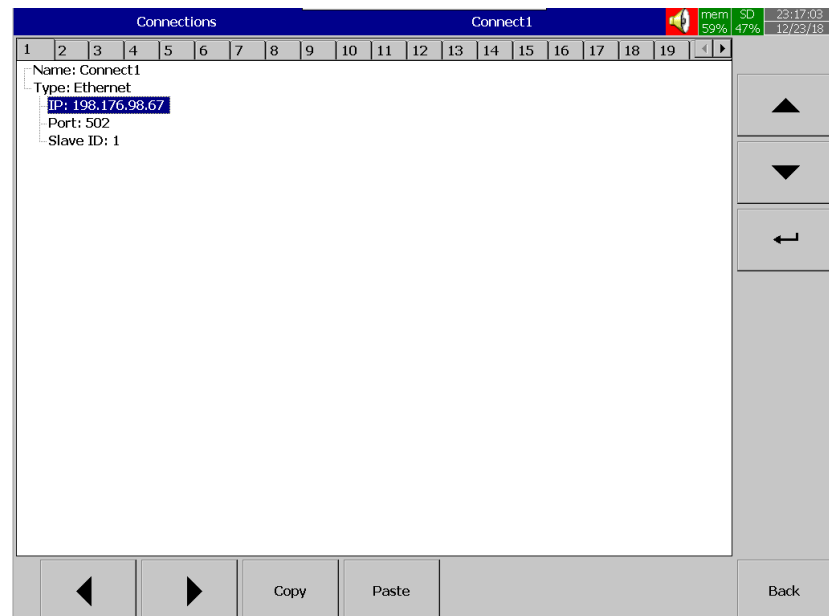 Connections Connect1 mem 59% SD 47% 23:17:03 12/23/18
1 2 3 4 5 6 7 8 9 10 11 12 13 14 15 16 17 18 19
Name: Connect1
Type: Ethernet
IP: 198.176.98.67
Port: 502
Slave ID: 1
Copy Paste Back